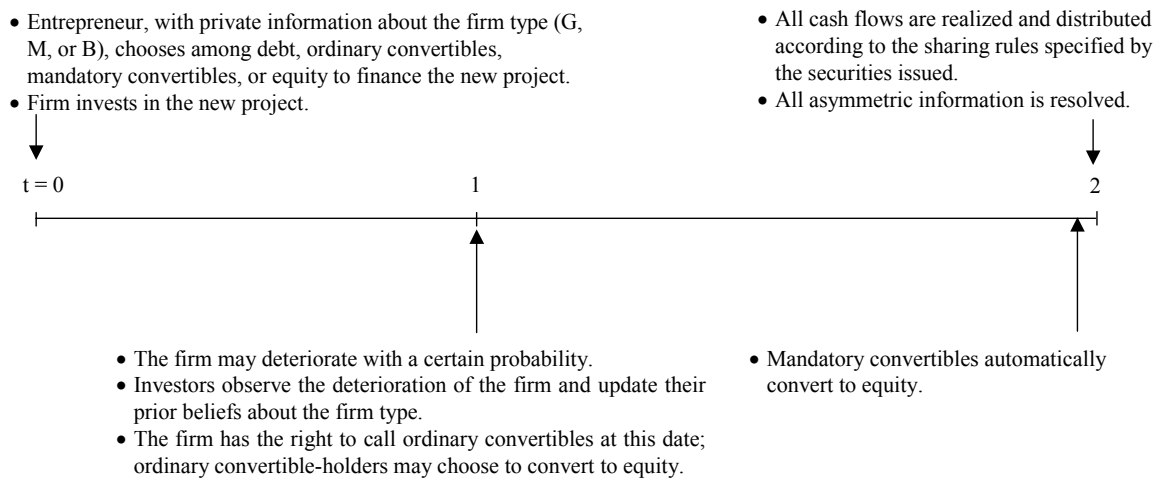 • Entrepreneur, with private information about the firm type (G,
M, or B), chooses among debt, ordinary convertibles,
mandatory convertibles, or equity to finance the new project.
• Firm invests in the new project.
• All cash flows are realized and distributed
according to the sharing rules specified by
the securities issued.
• All asymmetric information is resolved.
t = 0
1
2
• The firm may deteriorate with a certain probability.
• Investors observe the deterioration of the firm and update their
prior beliefs about the firm type.
• The firm has the right to call ordinary convertibles at this date;
ordinary convertible-holders may choose to convert to equity.
• Mandatory convertibles automatically
convert to equity.